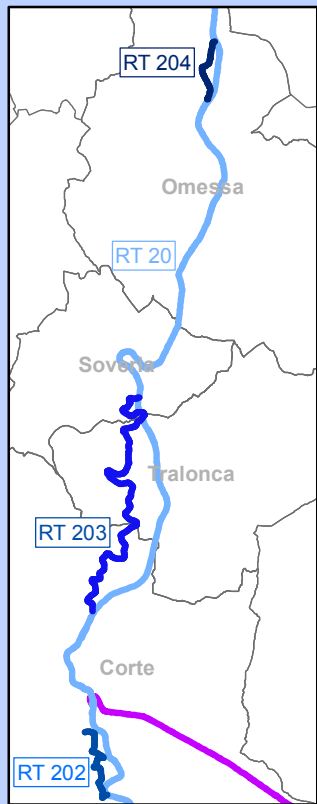 RT 204
Omessa
RT 20
Soveria
Tralonca
RT 203
Corte
RT 202